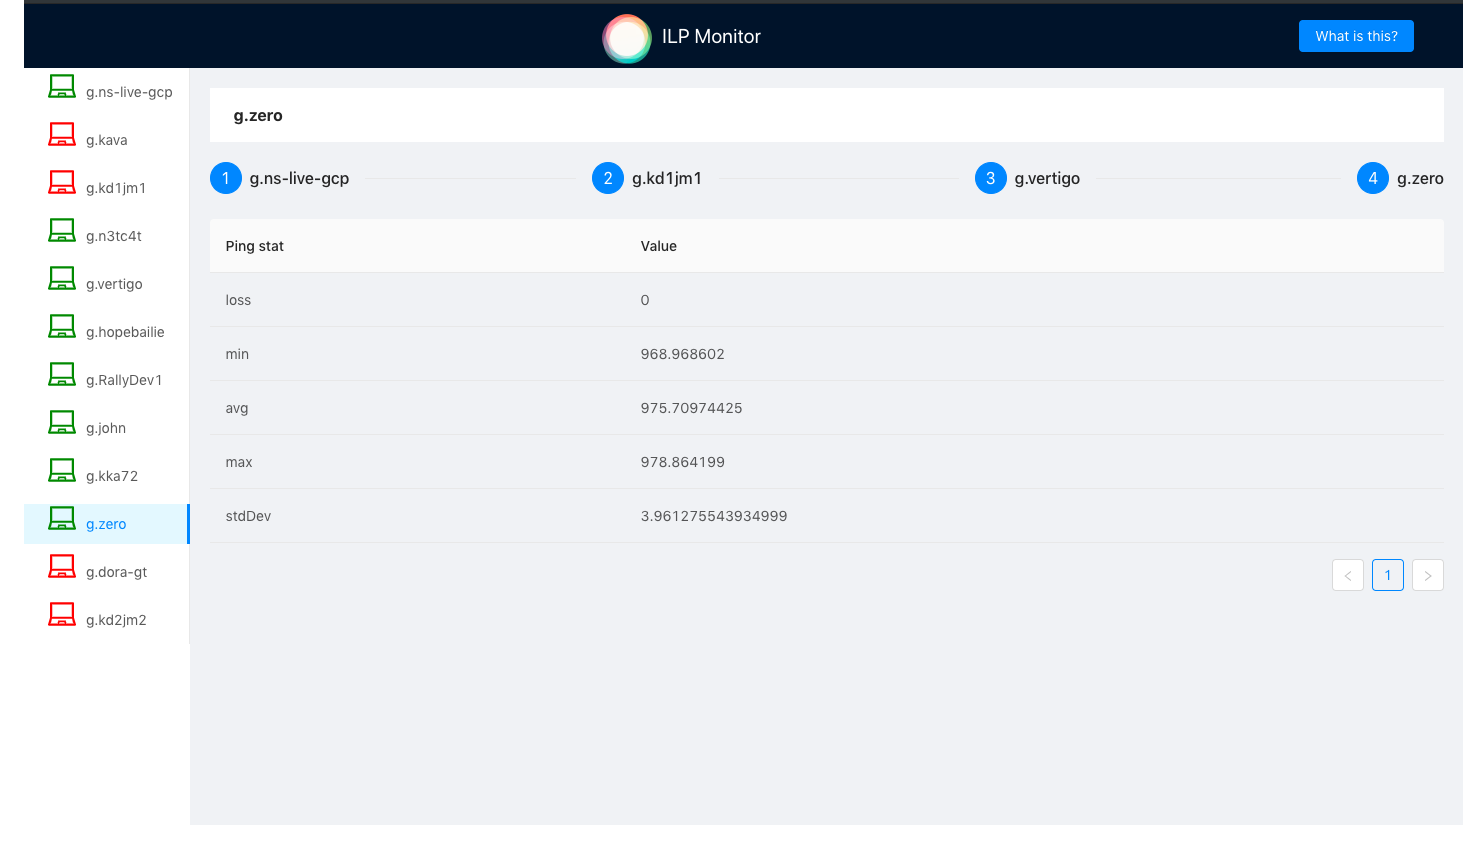 ILP Monitor
What is this?
g.ns-live-gcp
g.kava
g.kd1jm1
g.n3tc4t
g.vertigo
g.hopebailie
g.RallyDev1
g.john
g.kka72
g.zero
g.dora-gt
g.kd2jm2
g.zero
1 g.ns-live-gcp 2 g.kd1jm1 3 g.vertigo 4 g.zero
Ping stat Value
loss 0
min 968.968602
avg 975.70974425
max 978.864199
stdDev 3.961275543934999
< 1 >